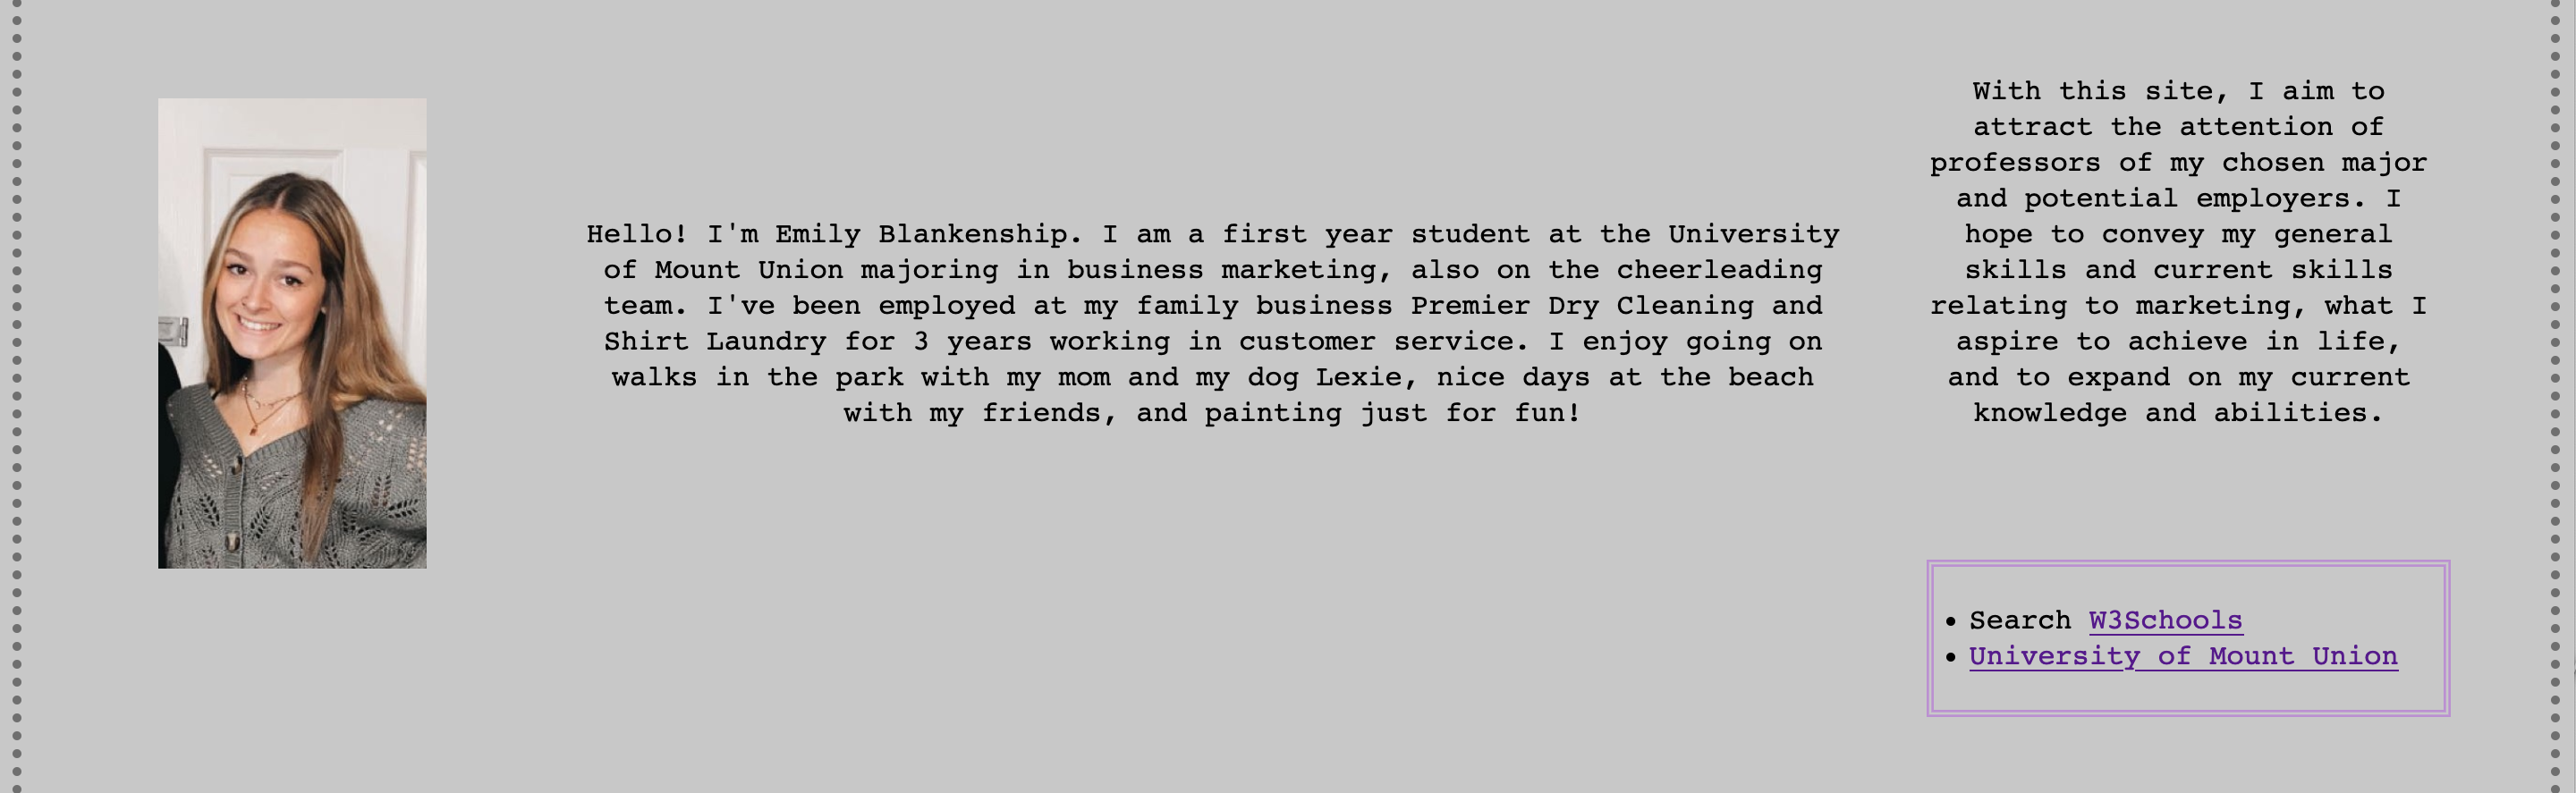 Hello! I'm Emily Blankenship. I am a first year student at the University
of Mount Union majoring in business marketing, also on the cheerleading
team. I've been employed at my family business Premier Dry Cleaning and
Shirt Laundry for 3 years working in customer service. I enjoy going on
walks in the park with my mom and my dog Lexie, nice days at the beach
with my friends, and painting just for fun!
With this site, I aim to
attract the attention of
professors of my chosen major
and potential employers. I
hope to convey my general
skills and current skills
relating to marketing, what I
aspire to achieve in life,
and to expand on my current
knowledge and abilities.
• Search W3Schools
• University of Mount Union